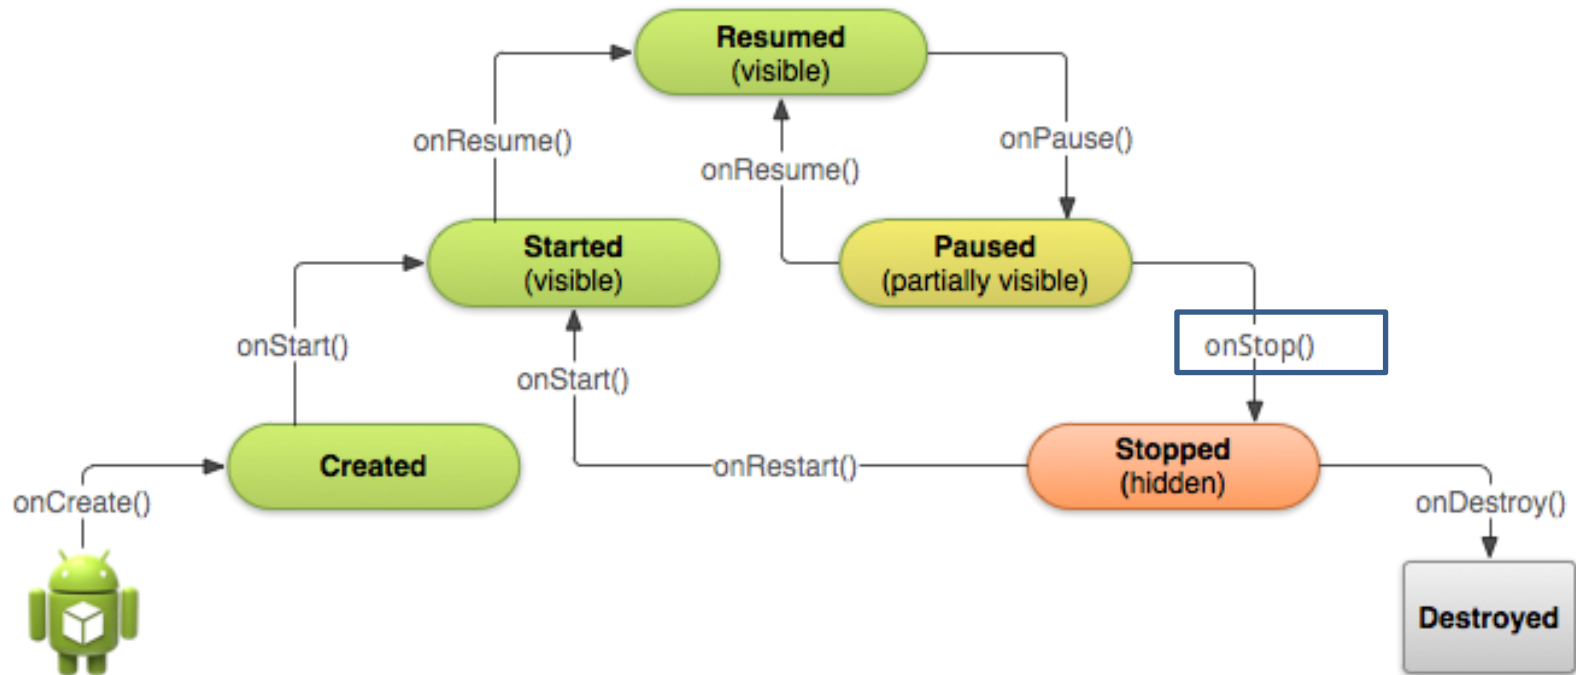 Resumed
(visible)
onResume()
onPause()
onResume()
Started
(visible)
Paused
(partially visible)
onStart()
onStop()
onStart()
Created
onRestart()
Stopped
(hidden)
onCreate()
onDestroy()
Destroyed